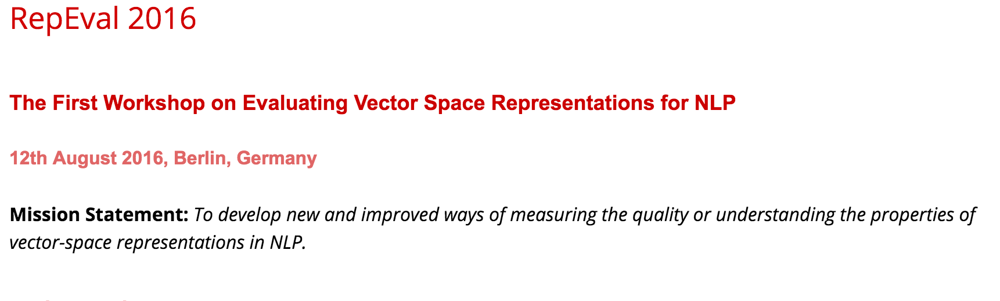 RepEval 2016
The First Workshop on Evaluating Vector Space Representations for NLP
12th August 2016, Berlin, Germany
Mission Statement: To develop new and improved ways of measuring the quality or understanding the properties of
vector-space representations in NLP.